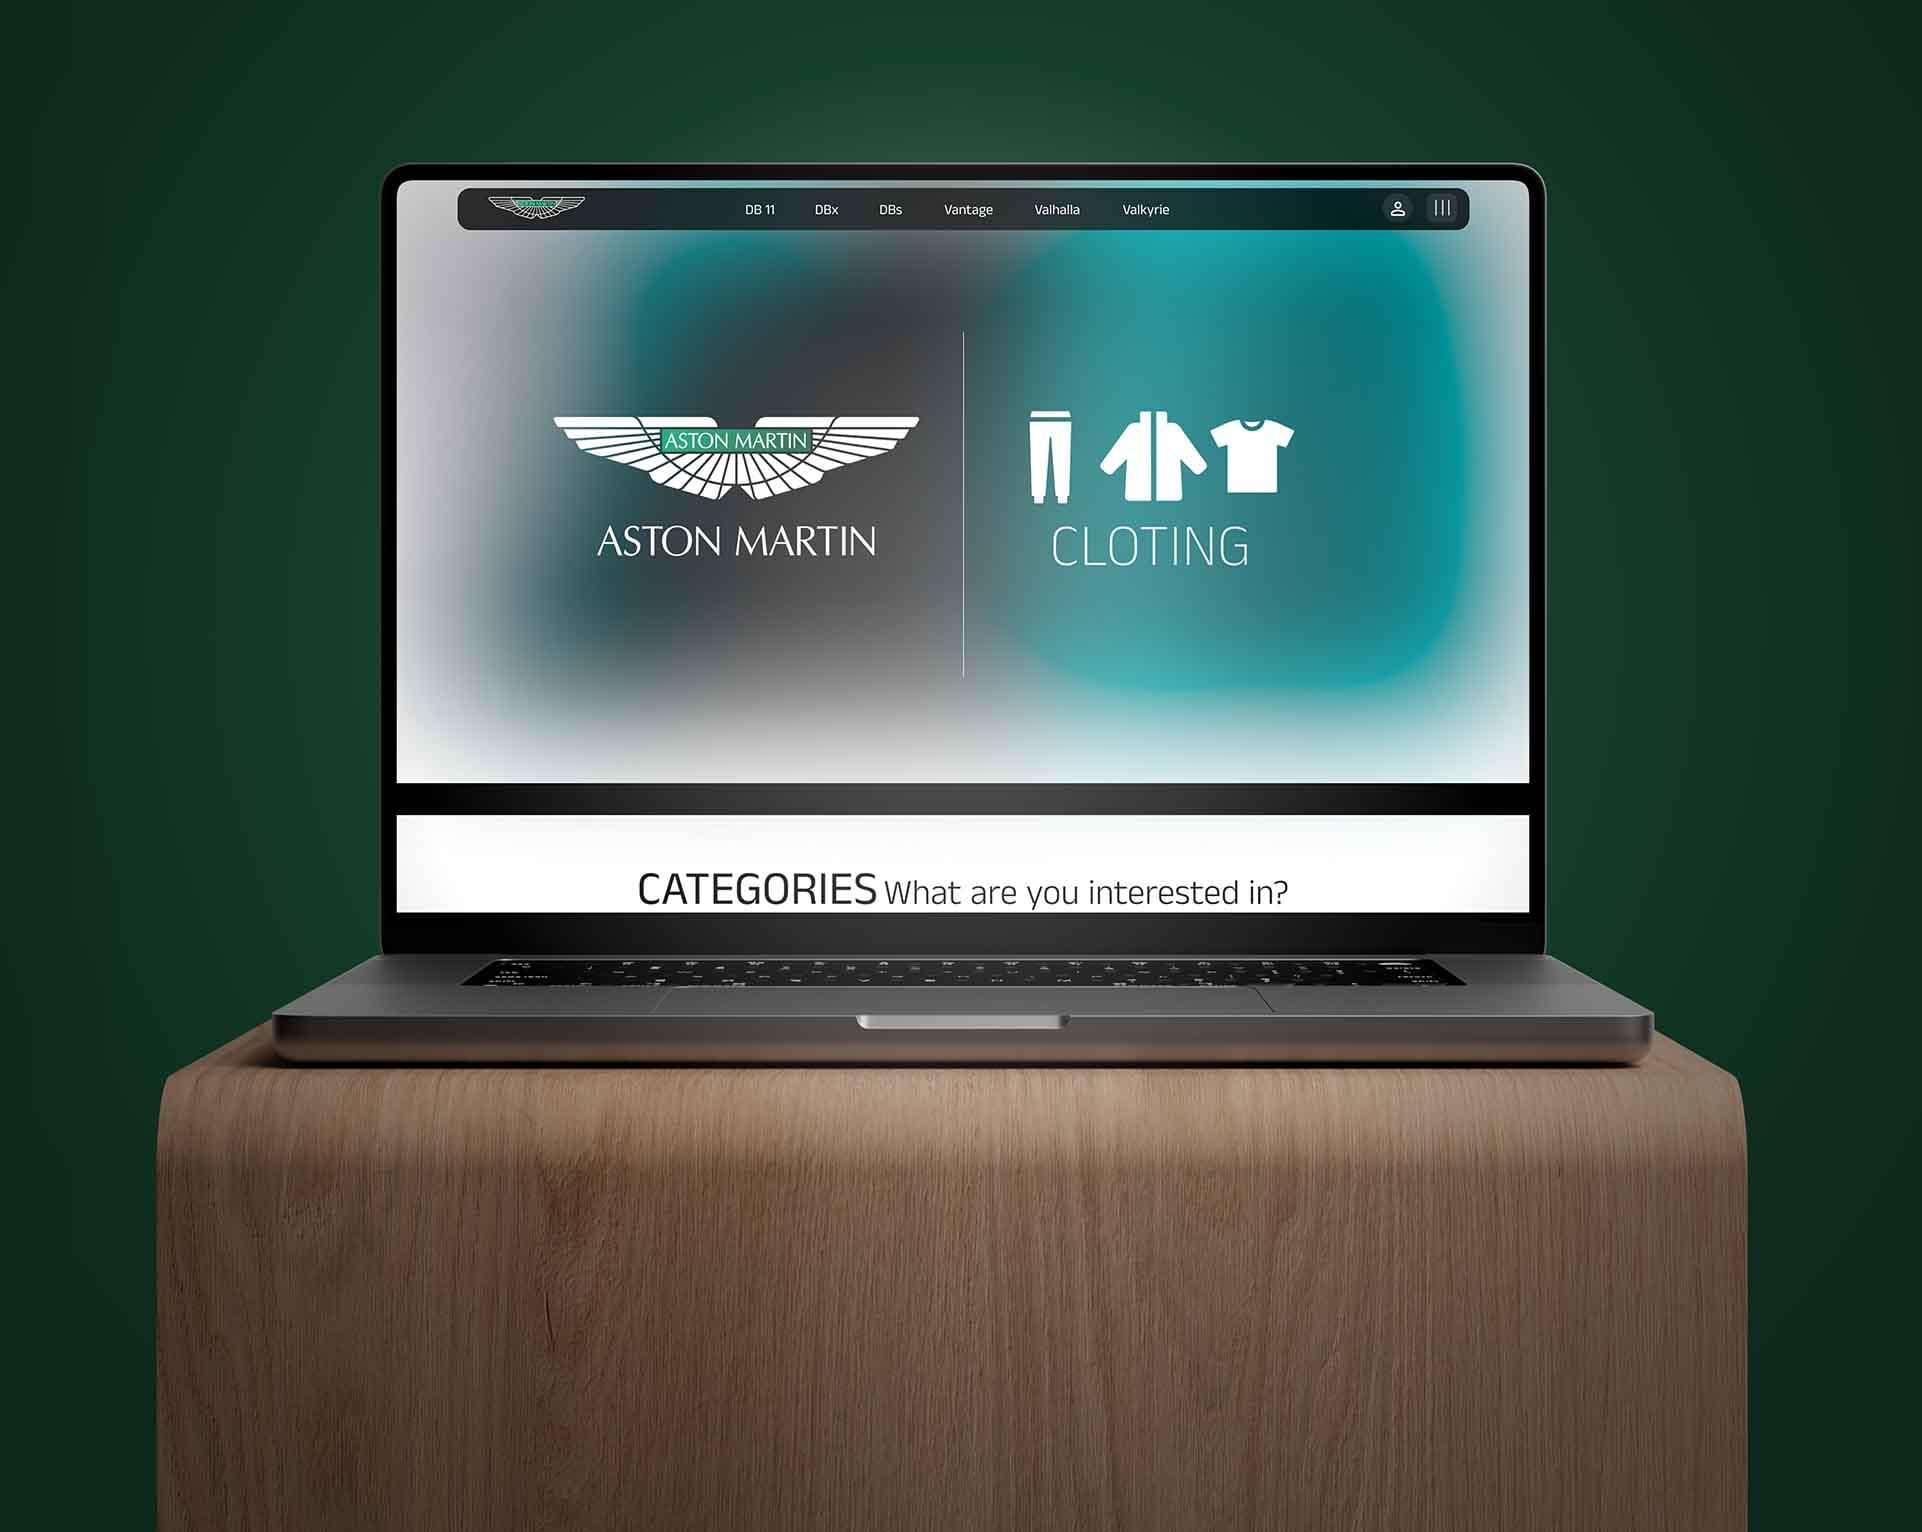 DB 11 DBx DBs Vantage Valhalla Valkyrie
ASTON MARTIN
ASTON MARTIN
CLOTING
CATEGORIES What are you interested in?